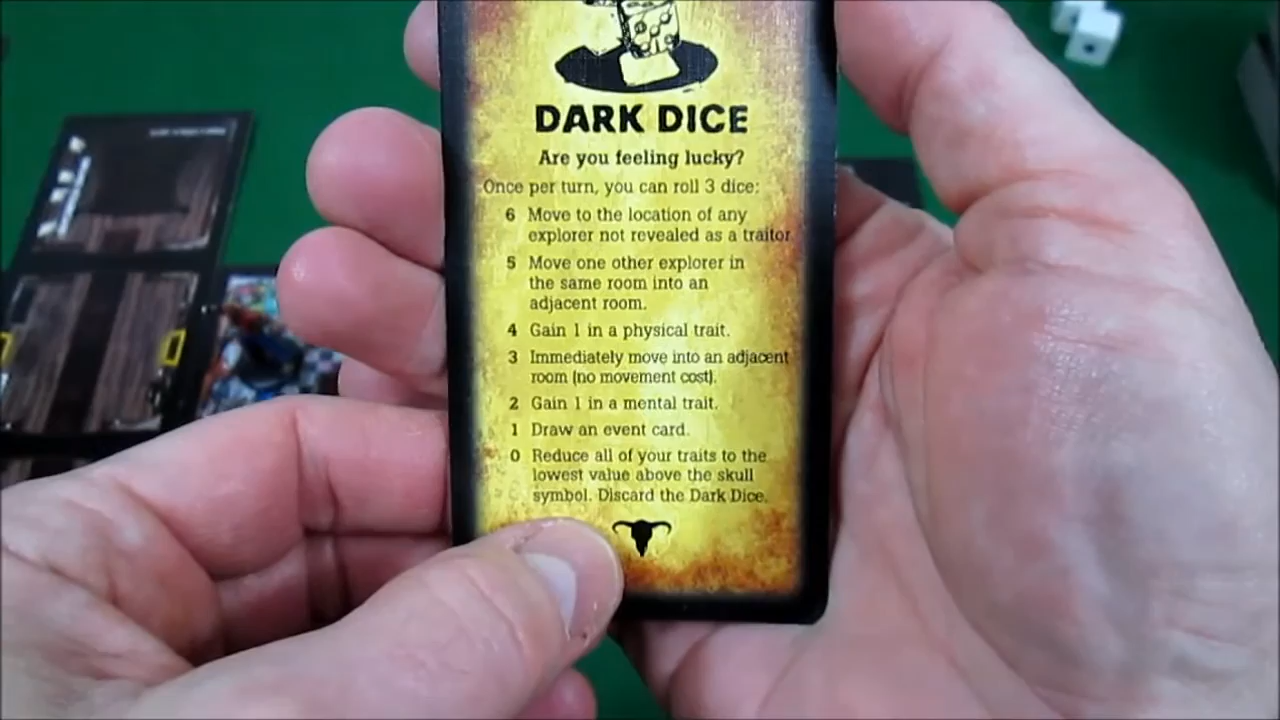 DARK DICE
Are you feeling lucky?
Once per turn, you can roll 3 dice:
6 Move to the location of any
explorer not revealed as a traitor
5 Move one other explorer in
the same room into an
adjacent room.
4 Gain 1 in a physical trait.
3 Immediately move into an adjacent
room (no movement cost).
2 Gain 1 in a mental trait.
1 Draw an event card.
0 Reduce all of your traits to the
lowest value above the skull
symbol. Discard the Dark Dice.